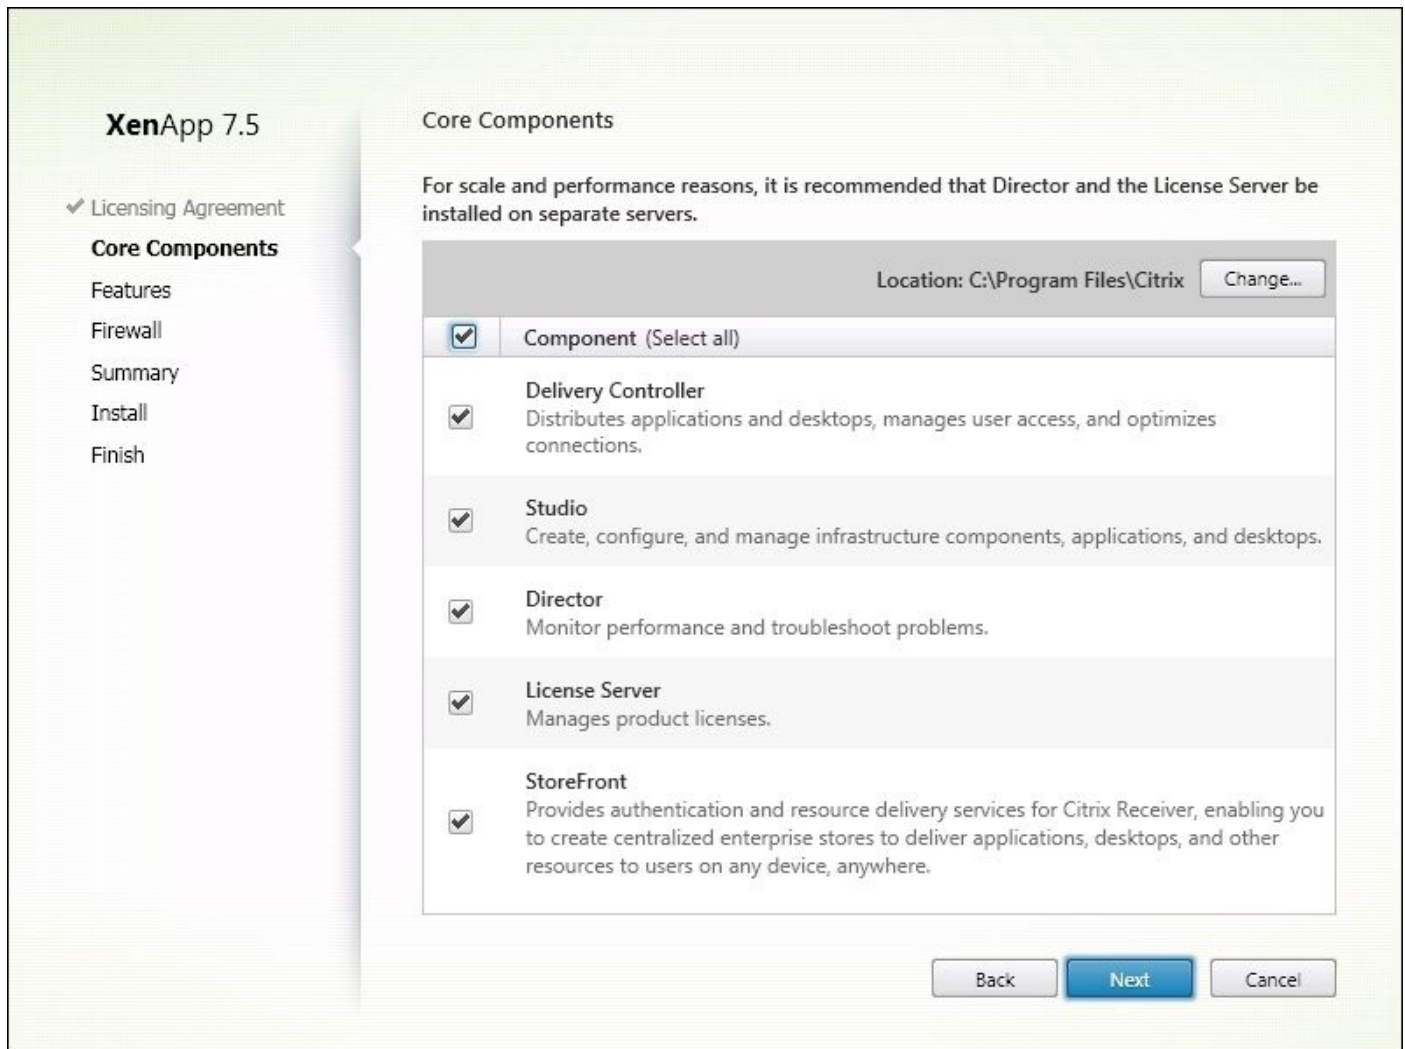 XenApp 7.5
Licensing Agreement
Core Components
Features
Firewall
Summary
Install
Finish
Core Components
For scale and performance reasons, it is recommended that Director and the License Server be
installed on separate servers.
Location: C:\Program Files\Citrix
Change...
Component (Select all)
Delivery Controller
Distributes applications and desktops, manages user access, and optimizes
connections.
Studio
Create, configure, and manage infrastructure components, applications, and desktops.
Director
Monitor performance and troubleshoot problems.
License Server
Manages product licenses.
StoreFront
Provides authentication and resource delivery services for Citrix Receiver, enabling you
to create centralized enterprise stores to deliver applications, desktops, and other
resources to users on any device, anywhere.
Back
Next
Cancel